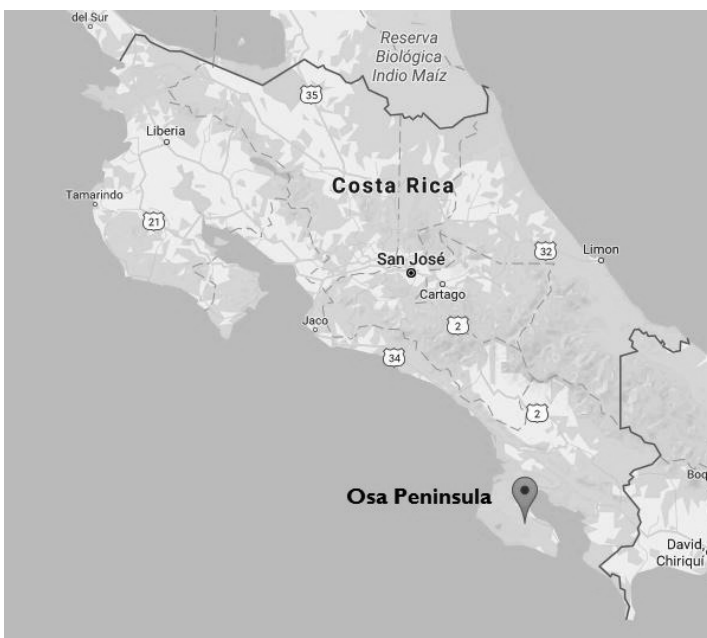 del Sur
Reserva
Biológica
Indio Maíz
35
Liberia
Costa Rica
Tamarindo
21
San José
32
Limon
Cartago
Jaco
2
34
2
Osa Peninsula
Boq
David,
Chiriquí